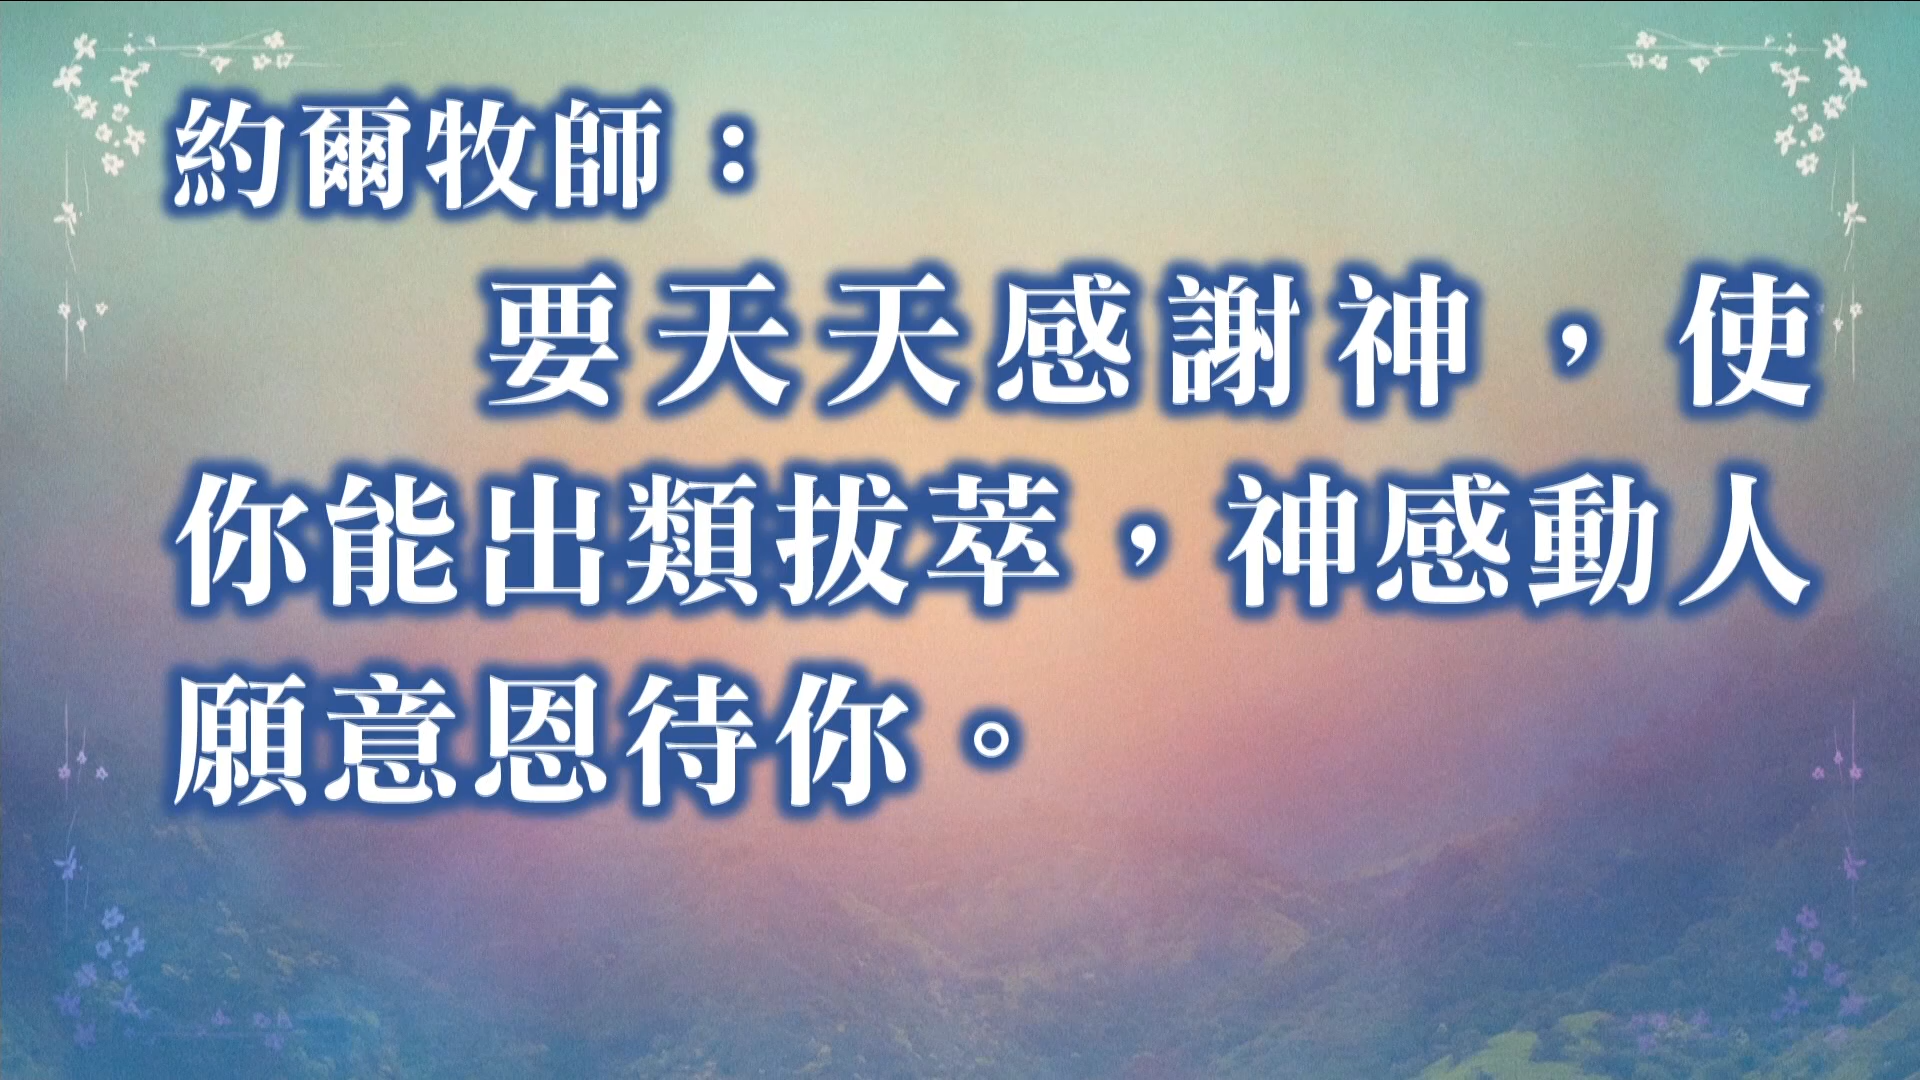 約爾牧師：
要天天感謝神，使
你能出類拔萃，神感動人
願意恩待你。